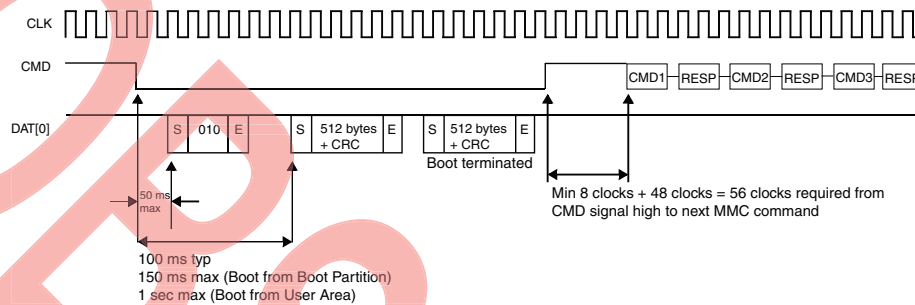 CLK
CMD
CMD1 RESP CMD2 RESP CMD3 RESP
DAT[0]
S 010 E S 512 bytes + CRC E S 512 bytes + CRC E
Boot terminated
50 ms
max
Min 8 clocks + 48 clocks = 56 clocks required from
CMD signal high to next MMC command
100 ms typ
150 ms max (Boot from Boot Partition)
1 sec max (Boot from User Area)